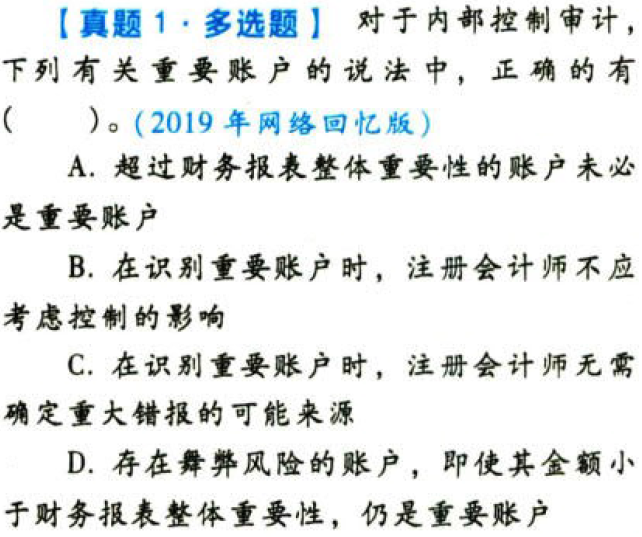 【真题1·多选题】 对于内部控制审计,
下列有关重要账户的说法中，正确的有
(  )。(2019年网络回忆版)
A. 超过财务报表整体重要性的账户未必
是重要账户
B. 在识别重要账户时，注册会计师不应
考虑控制的影响
C. 在识别重要账户时，注册会计师无需
确定重大错报的可能来源
D. 存在舞弊风险的账户，即使其金额小
于财务报表整体重要性，仍是重要账户